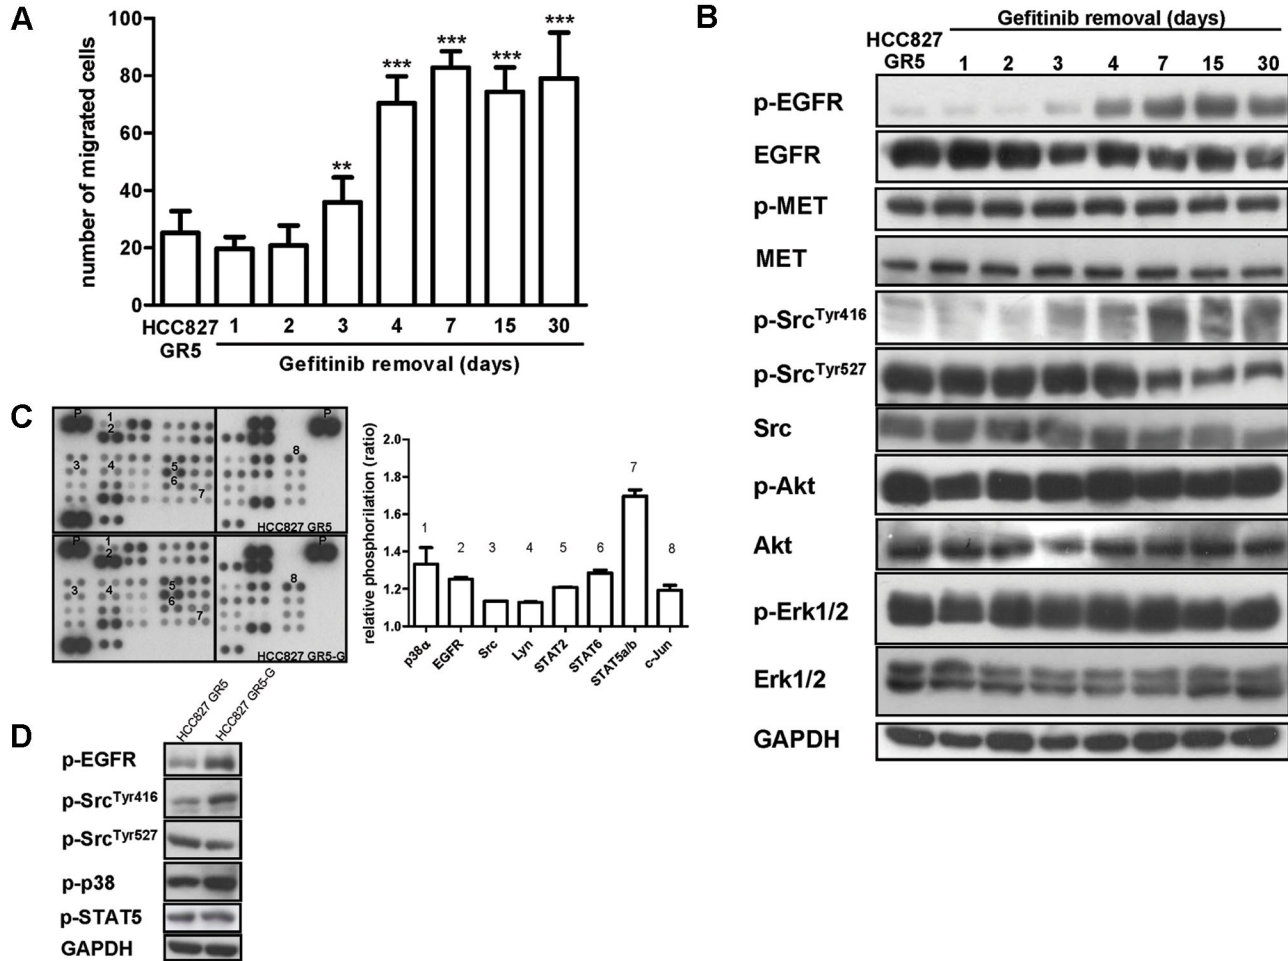 A
number of migrated cells
100
80
60
40
20
0
**
***
***
***
***
HCC827
GR5
1 2 3 4 7 15 30
Gefitinib removal (days)
B
Gefitinib removal (days)
HCC827
GR5
1 2 3 4 7 15 30
p-EGFR
EGFR
p-MET
MET
p-SrcTyr416
p-SrcTyr527
Src
p-Akt
Akt
p-Erk1/2
Erk1/2
GAPDH
C
P
1
2
3
4
5
6
7
8
P
HCC827 GR5
P
1
2
3
4
5
6
7
8
P
HCC827 GR5-G
relative phosphorilation (ratio)
2.0
1.8
1.6
1.4
1.2
1.0
1 2 3 4 5 6 7 8
p38α EGFR Src Lyn STAT2 STAT6 STAT5a/b c-Jun
D
HCC827 GR5
HCC827 GR5-G
p-EGFR
p-SrcTyr416
p-SrcTyr527
p-p38
p-STAT5
GAPDH